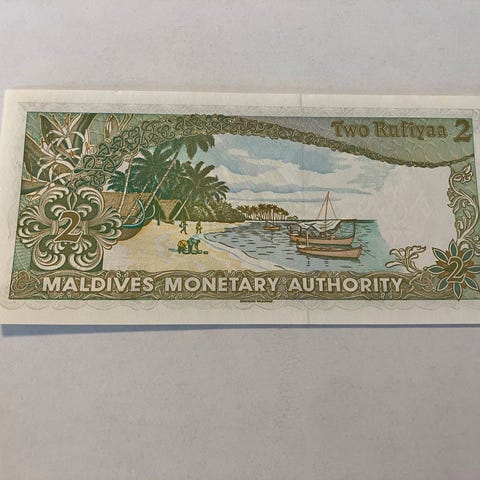 Two Rufiyaa 2
2
2
MALDIVES MONETARY AUTHORITY